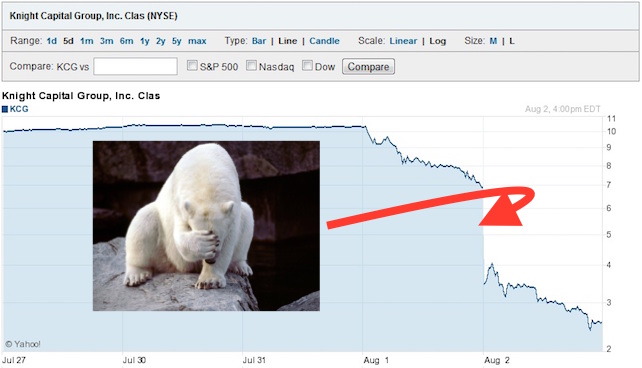 Knight Capital Group, Inc. Clas (NYSE)
Range: 1d 5d 1m 3m 6m 1y 2y 5y max Type: Bar | Line | Candle Scale: Linear | Log Size: M | L
Compare: KCG vs S&P 500 Nasdaq Dow Compare
Knight Capital Group, Inc. Clas
KCG Aug 2, 4:00pm EDT
11
10
9
8
7
6
5
4
3
2
© Yahoo!
Jul 27 Jul 30 Jul 31 Aug 1 Aug 2